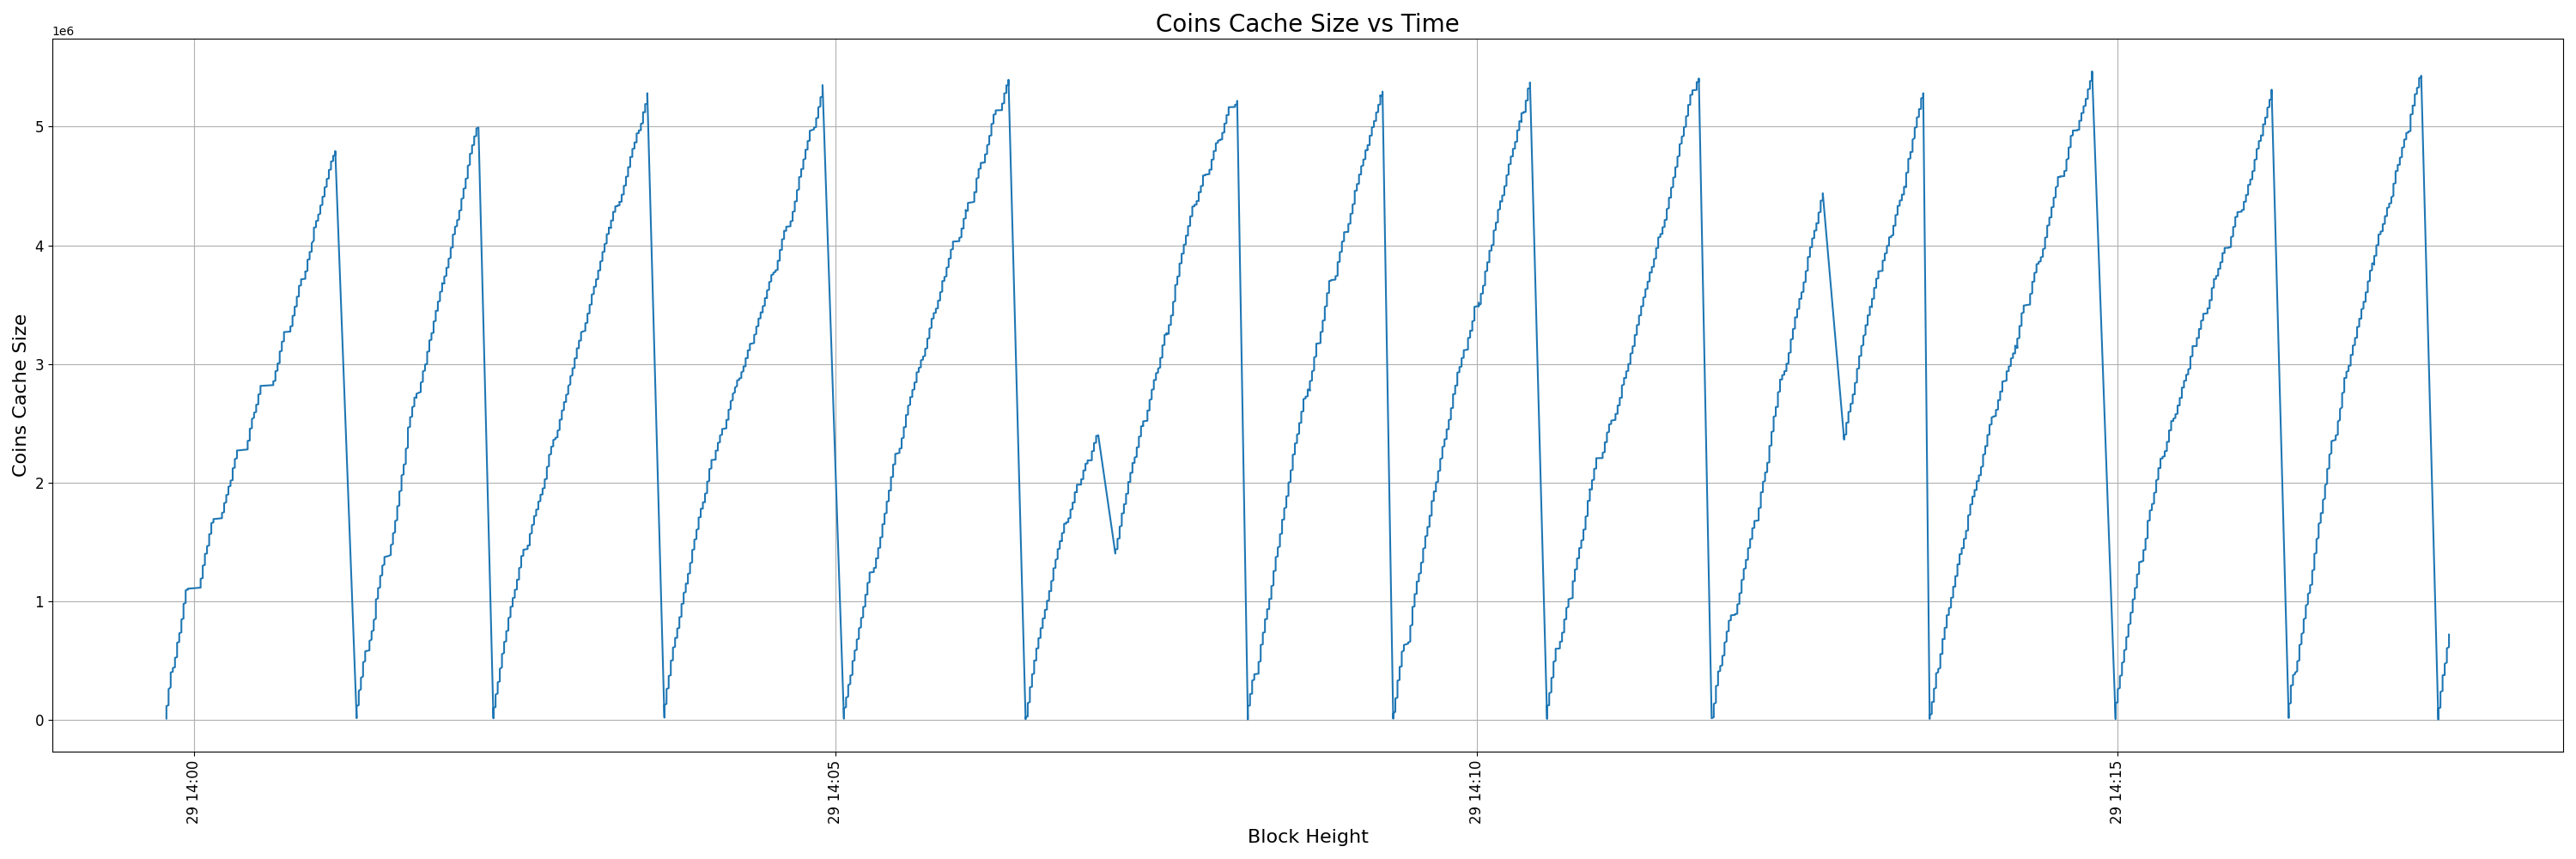 Coins Cache Size vs Time
1e6
5
4
3
2
1
0
Coins Cache Size
29 14:00
29 14:05
29 14:10
29 14:15
Block Height